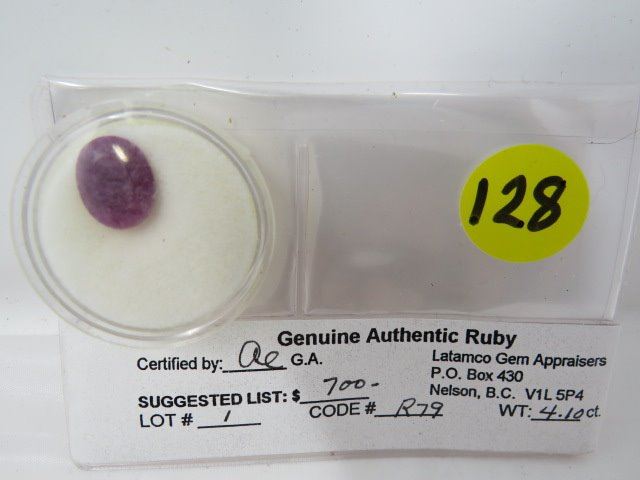 128
Genuine Authentic Ruby
Certified by: ae G.A.
Latamco Gem Appraisers
P.O. Box 430
Nelson, B.C. V1L 5P4
SUGGESTED LIST: $ 700-
LOT # 1 CODE # R79 WT: 4.10 ct.